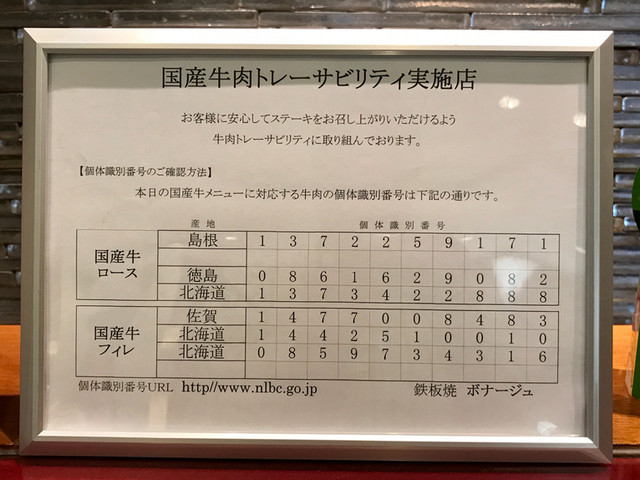 国産牛肉トレーサビリティ実施店
お客様に安心してステーキをお召し上がりいただけるよう
牛肉トレーサビリティに取り組んでおります。
【個体識別番号のご確認方法】
本日の国産牛メニューに対応する牛肉の個体識別番号は下記の通りです。
産地 個体識別番号
国産牛ロース
島根 1 3 7 2 2 5 9 1 7 1
徳島 0 8 6 1 6 2 9 0 8 2
北海道 1 3 7 3 4 2 2 8 8 8
国産牛フィレ
佐賀 1 4 7 7 0 0 8 4 8 3
北海道 1 4 4 2 5 1 0 0 1 0
北海道 0 8 5 9 7 3 4 3 1 6
個体識別番号URL http//www.nlbc.go.jp 鉄板焼 ボナージュ